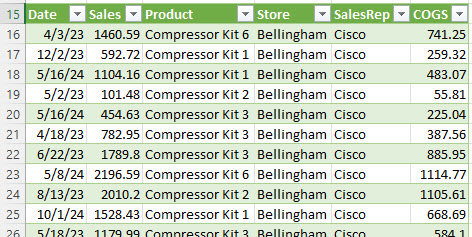 15 Date Sales Product Store SalesRep COGS
16 4/3/23 1460.59 Compressor Kit 6 Bellingham Cisco 741.25
17 12/2/23 592.72 Compressor Kit 1 Bellingham Cisco 259.32
18 5/16/24 1104.16 Compressor Kit 1 Bellingham Cisco 483.07
19 5/2/23 101.48 Compressor Kit 2 Bellingham Cisco 55.81
20 5/16/24 454.63 Compressor Kit 3 Bellingham Cisco 225.04
21 4/18/23 782.95 Compressor Kit 3 Bellingham Cisco 387.56
22 6/22/23 1789.8 Compressor Kit 3 Bellingham Cisco 885.95
23 5/8/24 2196.59 Compressor Kit 6 Bellingham Cisco 1114.77
24 8/13/23 2010.2 Compressor Kit 2 Bellingham Cisco 1105.61
25 10/1/24 1528.43 Compressor Kit 1 Bellingham Cisco 668.69
26 5/18/23 1179.99 Compressor Kit 3 Bellingham Cisco 584.1